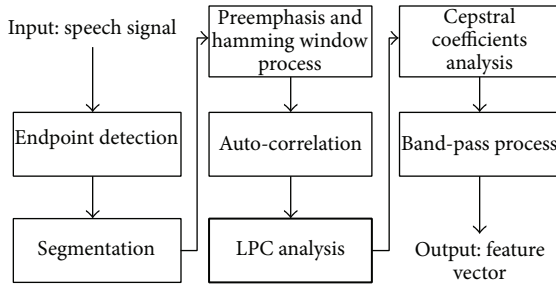 Input: speech signal
Endpoint detection
Segmentation
Preemphasis and
hamming window
process
Auto-correlation
LPC analysis
Cepstral
coefficients
analysis
Band-pass process
Output: feature
vector